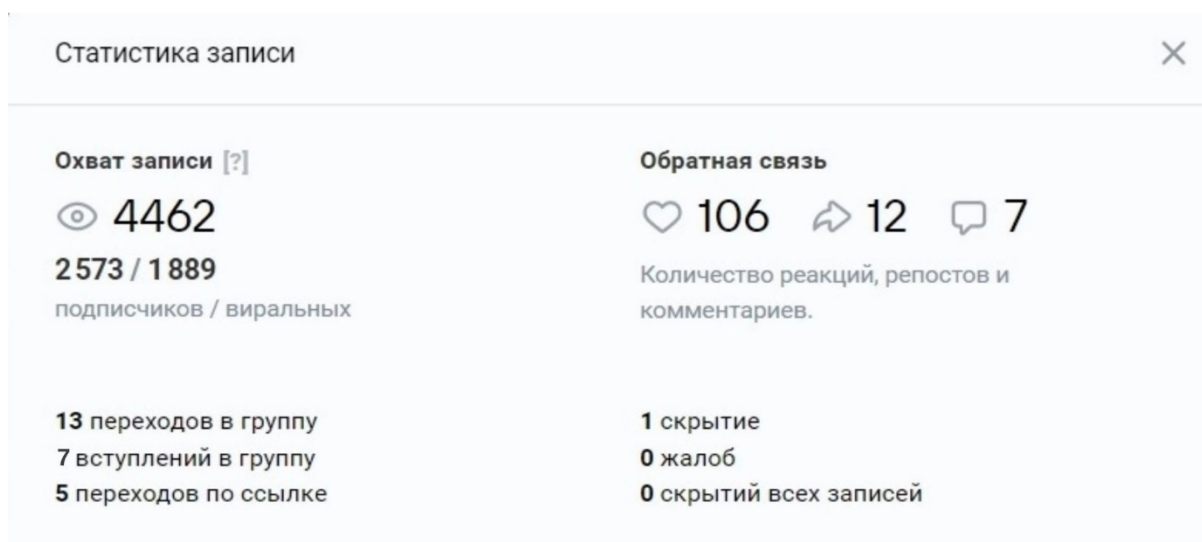 Статистика записи
Охват записи [?]
4462
2 573 / 1 889
подписчиков / виральных
Обратная связь
106 12 7
Количество реакций, репостов и
комментариев.
13 переходов в группу
7 вступлений в группу
5 переходов по ссылке
1 скрытие
0 жалоб
0 скрытий всех записей